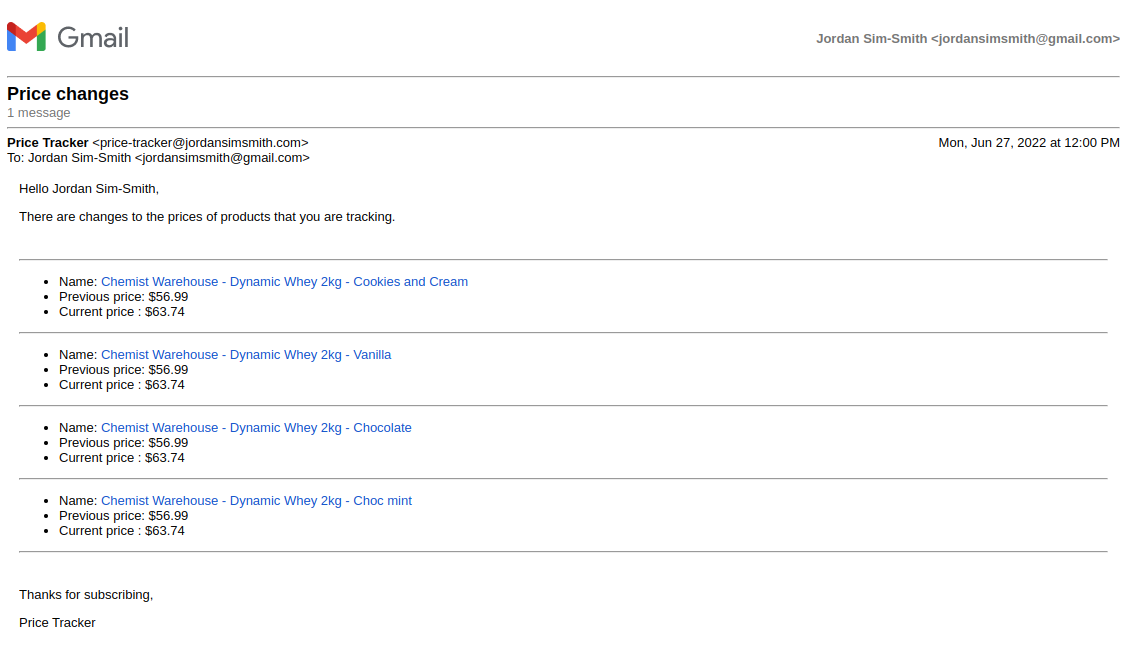 Gmail
Jordan Sim-Smith <jordansimsmith@gmail.com>
Price changes
1 message
Price Tracker <price-tracker@jordansimsmith.com>
Mon, Jun 27, 2022 at 12:00 PM
To: Jordan Sim-Smith <jordansimsmith@gmail.com>
Hello Jordan Sim-Smith,
There are changes to the prices of products that you are tracking.
• Name: Chemist Warehouse - Dynamic Whey 2kg - Cookies and Cream
• Previous price: $56.99
• Current price : $63.74
• Name: Chemist Warehouse - Dynamic Whey 2kg - Vanilla
• Previous price: $56.99
• Current price : $63.74
• Name: Chemist Warehouse - Dynamic Whey 2kg - Chocolate
• Previous price: $56.99
• Current price : $63.74
• Name: Chemist Warehouse - Dynamic Whey 2kg - Choc mint
• Previous price: $56.99
• Current price : $63.74
Thanks for subscribing,
Price Tracker